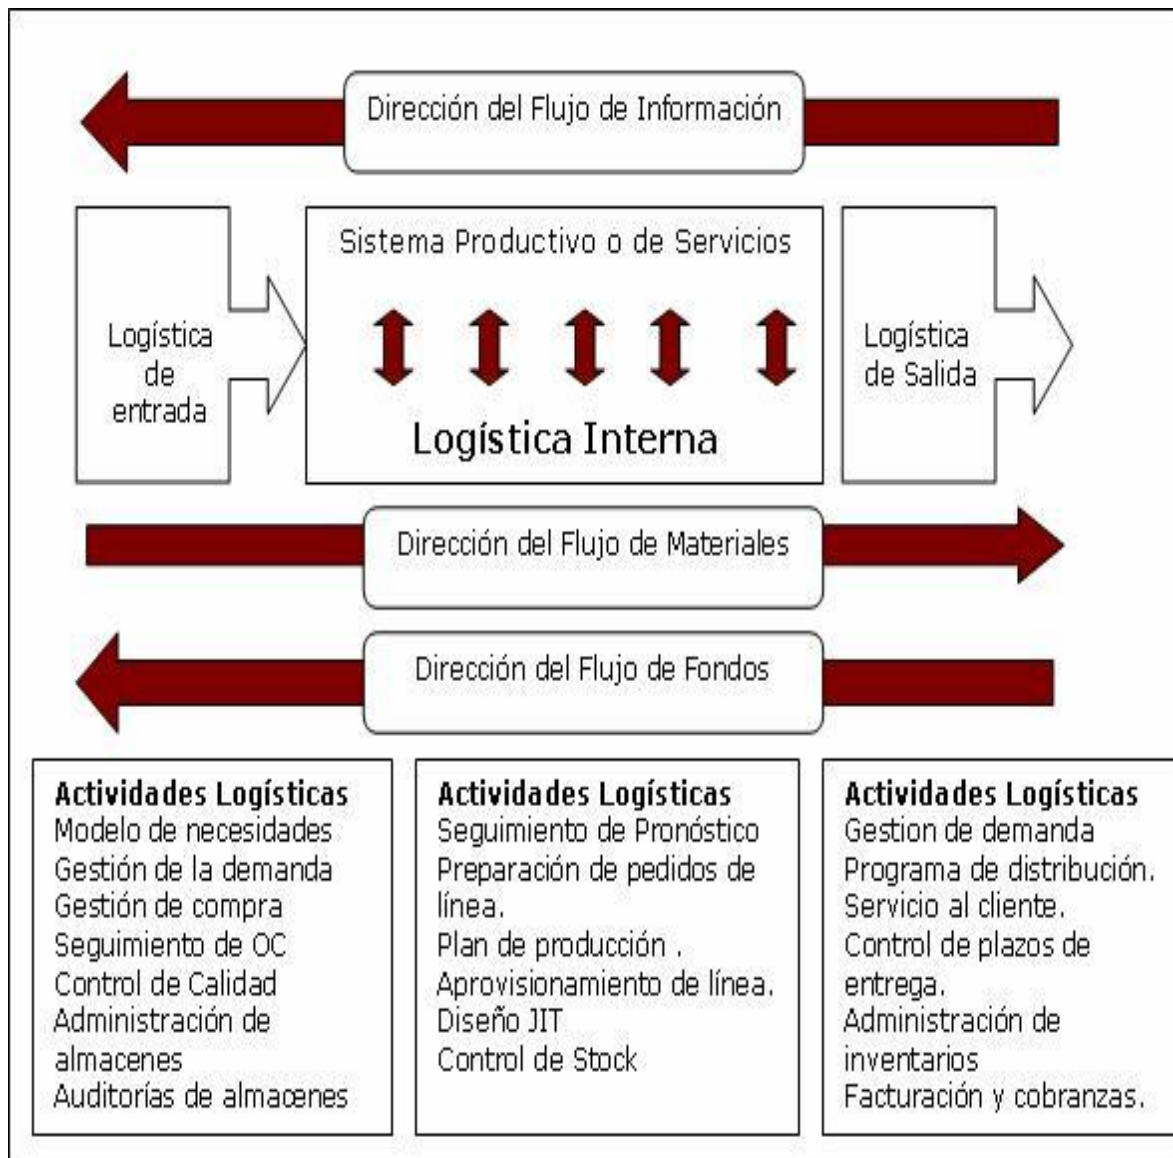 Dirección del Flujo de Información
Logística
de
entrada
Sistema Productivo o de Servicios
Logística Interna
Logística
de Salida
Dirección del Flujo de Materiales
Dirección del Flujo de Fondos
Actividades Logísticas
Modelo de necesidades
Gestión de la demanda
Gestión de compra
Seguimiento de OC
Control de Calidad
Administración de
almacenes
Auditorías de almacenes
Actividades Logísticas
Seguimiento de Pronóstico
Preparación de pedidos de
línea.
Plan de producción .
Aprovisionamiento de línea.
Diseño JIT
Control de Stock
Actividades Logísticas
Gestion de demanda
Programa de distribución.
Servicio al cliente.
Control de plazos de
entrega.
Administración de
inventarios
Facturación y cobranzas.